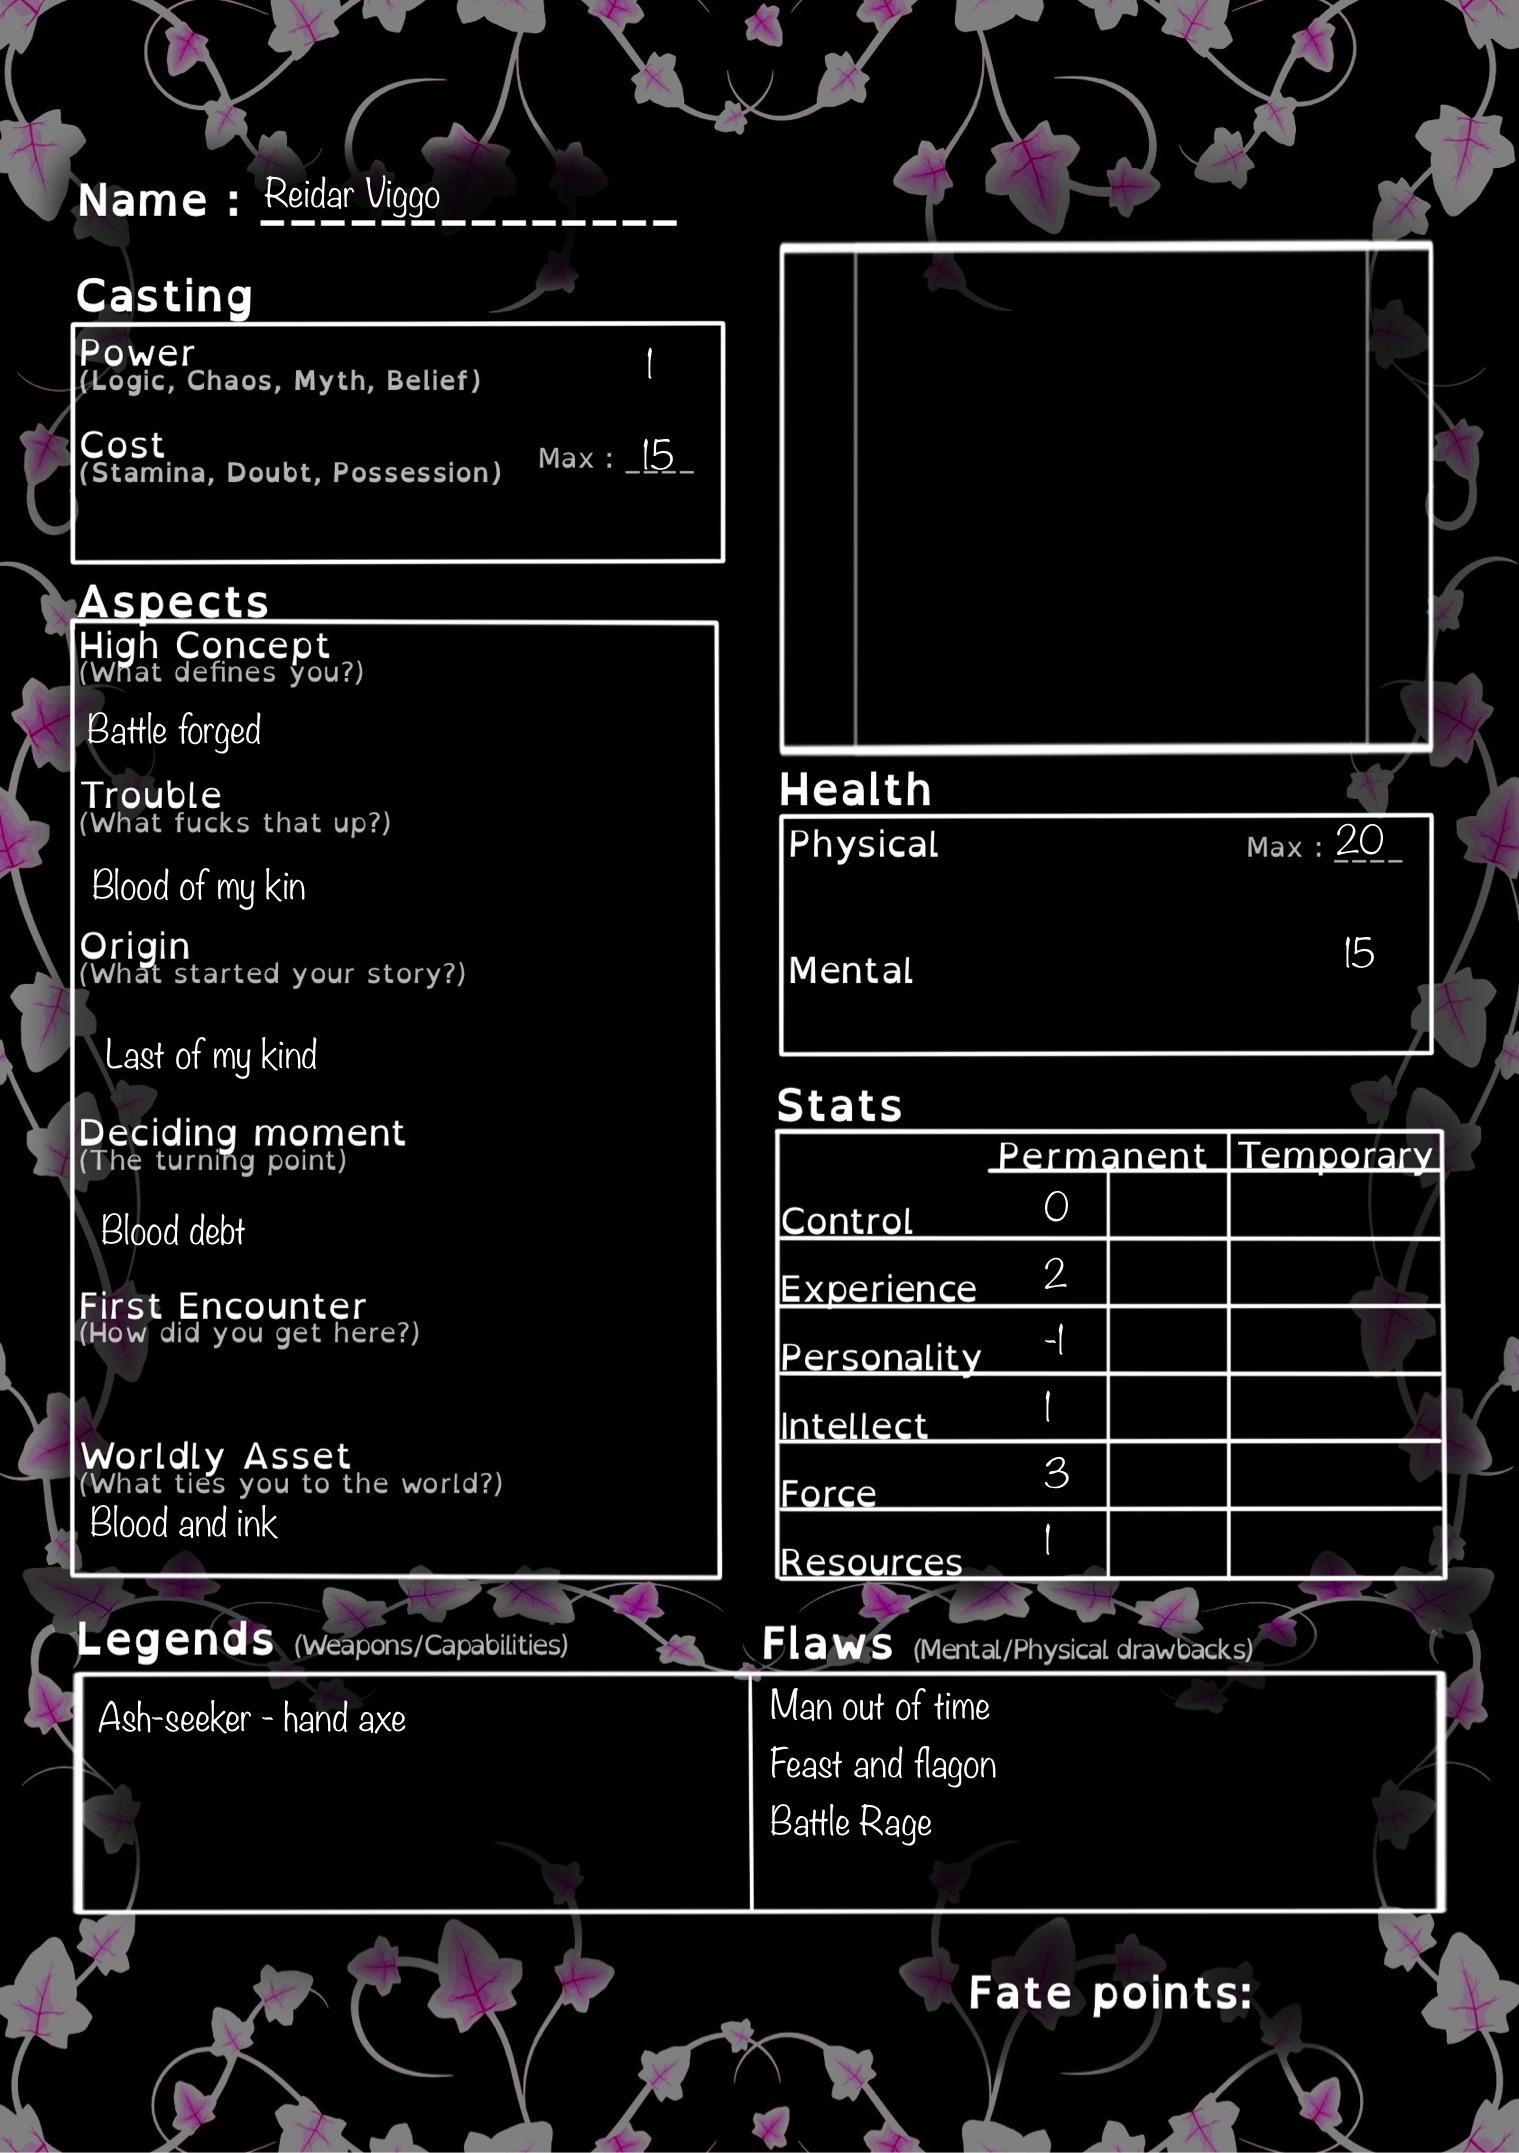 Name : Reidar Viggo
Casting
Power 1
(Logic, Chaos, Myth, Belief)
Cost
(Stamina, Doubt, Possession) Max : 15
Aspects
High Concept
(What defines you?)
Battle forged
Trouble
(What fucks that up?)
Blood of my kin
Origin
(What started your story?)
Last of my kind
Deciding moment
(The turning point)
Blood debt
First Encounter
(How did you get here?)
Worldly Asset
(What ties you to the world?)
Blood and ink
Health
Physical Max : 20
Mental 15
Stats
Permanent Temporary
Control 0
Experience 2
Personality -1
Intellect 1
Force 3
Resources 1
Legends (Weapons/Capabilities)
Ash-seeker - hand axe
Flaws (Mental/Physical drawbacks)
Man out of time
Feast and flagon
Battle Rage
Fate points: